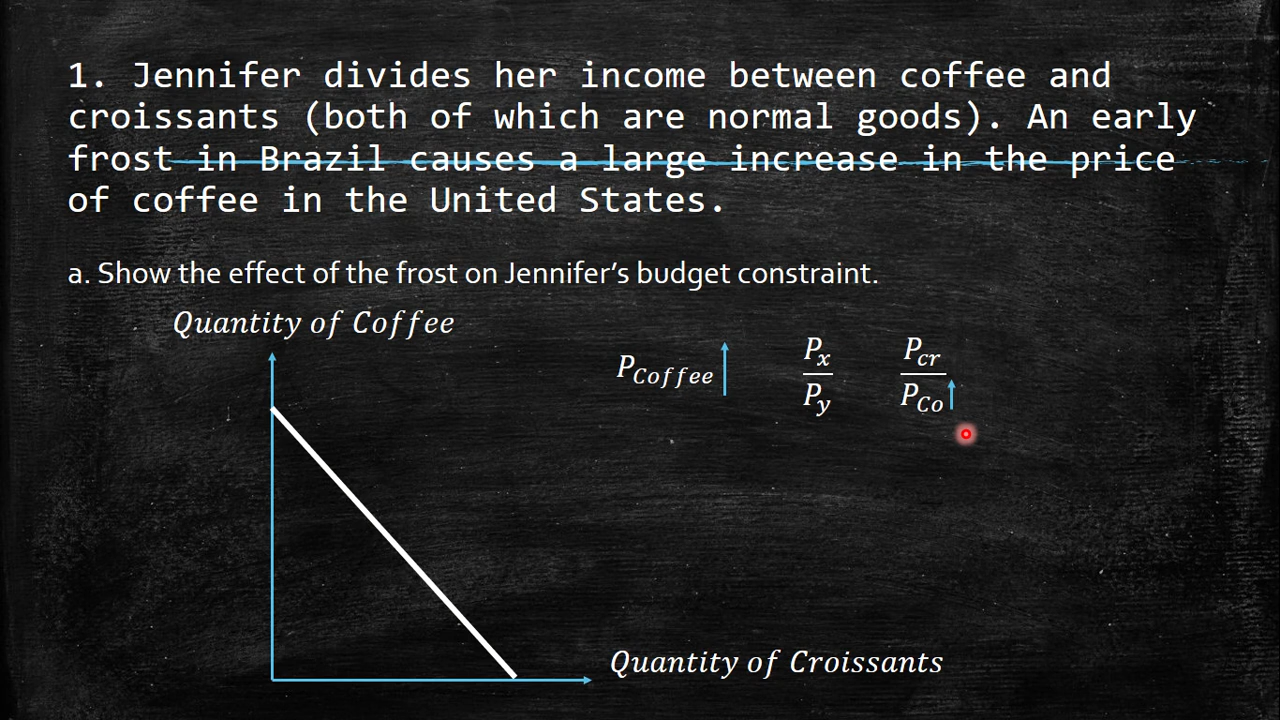 1. Jennifer divides her income between coffee and
croissants (both of which are normal goods). An early
frost in Brazil causes a large increase in the price
of coffee in the United States.
a. Show the effect of the frost on Jennifer’s budget constraint.
Quantity of Coffee
P_Coffee
P_x
P_y
P_cr
P_Co
Quantity of Croissants